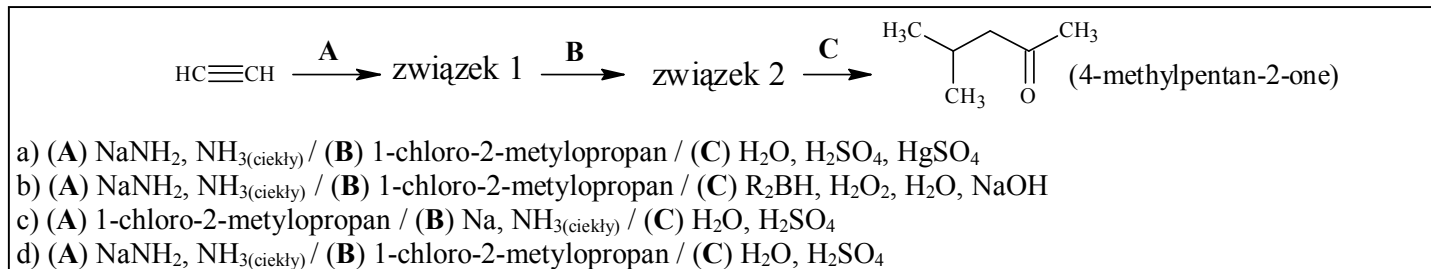 A B C
HC CH związek 1 związek 2 (4-methylpentan-2-one)
H₃C CH₃
CH₃ O
a) (A) NaNH₂, NH₃₍ciekły₎ / (B) 1-chloro-2-metylopropan / (C) H₂O, H₂SO₄, HgSO₄
b) (A) NaNH₂, NH₃₍ciekły₎ / (B) 1-chloro-2-metylopropan / (C) R₂BH, H₂O₂, H₂O, NaOH
c) (A) 1-chloro-2-metylopropan / (B) Na, NH₃₍ciekły₎ / (C) H₂O, H₂SO₄
d) (A) NaNH₂, NH₃₍ciekły₎ / (B) 1-chloro-2-metylopropan / (C) H₂O, H₂SO₄